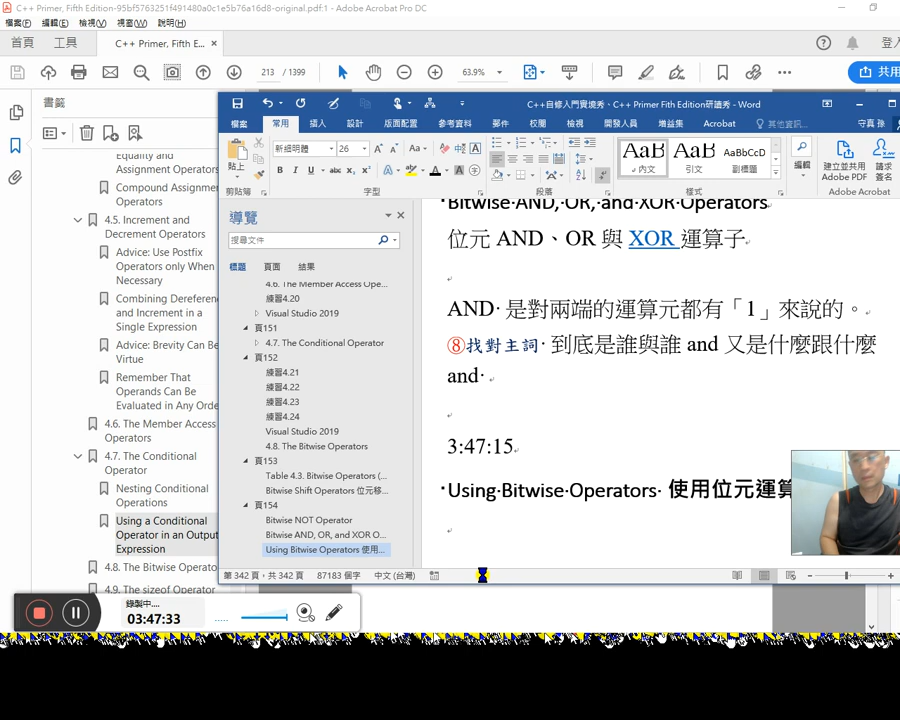 C++ Primer, Fifth Edition-95bf5763251f491480a0c1e5b76a16d8-original.pdf:1 - Adobe Acrobat Pro DC
檔案(F) 編輯(E) 檢視(V) 視窗(W) 說明(H)
首頁 工具 C++ Primer, Fifth E... × 登入
213 / 1399 63.9% 共用
書籤
Equality and
Assignment Operators
Compound Assignment
Operators
4.5. Increment and
Decrement Operators
Advice: Use Postfix
Operators only When
Necessary
Combining Dereference
and Increment in a
Single Expression
Advice: Brevity Can Be a
Virtue
Remember That
Operands Can Be
Evaluated in Any Order
4.6. The Member Access
Operators
4.7. The Conditional
Operator
Nesting Conditional
Operations
Using a Conditional
Operator in an Output
Expression
4.8. The Bitwise Operators
4.9. The sizeof Operator
C++自修入門實境秀、C++ Primer Fifth Edition研讀秀 - Word
檔案 常用 插入 設計 版面配置 參考資料 郵件 校閱 檢視 開發人員 增益集 Acrobat 其他資訊... 守真 孫
貼上 新細明體 26 AaB AaB AaBbCcD 編輯 建立並共用 Adobe PDF 請求簽名
內文 引文 副標題
剪貼簿 字型 段落 樣式 Adobe Acrobat
導覽
搜尋文件
標題 頁面 結果
4.6. The Member Access Ope...
練習4.20
Visual Studio 2019
頁151
4.7. The Conditional Operator
頁152
練習4.21
練習4.22
練習4.23
練習4.24
Visual Studio 2019
4.8. The Bitwise Operators
頁153
Table 4.3. Bitwise Operators (...
Bitwise Shift Operators 位元移...
頁154
Bitwise NOT Operator
Bitwise AND, OR, and XOR O...
Using Bitwise Operators 使用...
Bitwise AND, OR, and XOR Operators
位元 AND、OR 與 XOR 運算子
AND 是對兩端的運算元都有「1」來說的。
⑧找對主詞 到底是誰與誰 and 又是什麼跟什麼
and
3:47:15
Using Bitwise Operators 使用位元運算
第 342 頁，共 342 頁 87183 個字 中文 (台灣)
錄製中....
03:47:33